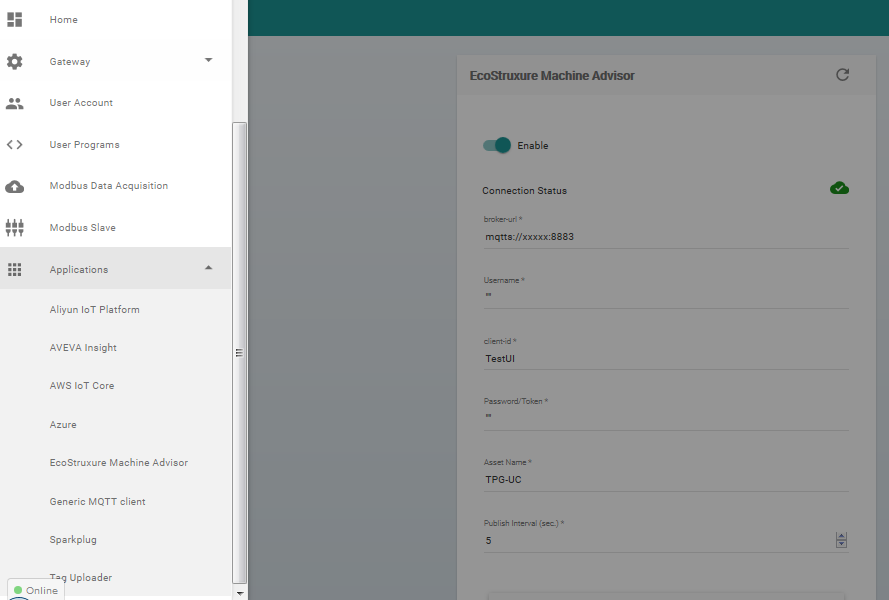 Home
Gateway
User Account
User Programs
Modbus Data Acquisition
Modbus Slave
Applications
Aliyun IoT Platform
AVEVA Insight
AWS IoT Core
Azure
EcoStruxure Machine Advisor
Generic MQTT client
Sparkplug
Tag Uploader
Online
EcoStruxure Machine Advisor
Enable
Connection Status
broker-url *
mqtts://xxxxx:8883
Username *
""
client-id *
TestUI
Password/Token *
""
Asset Name *
TPG-UC
Publish Interval (sec.) *
5